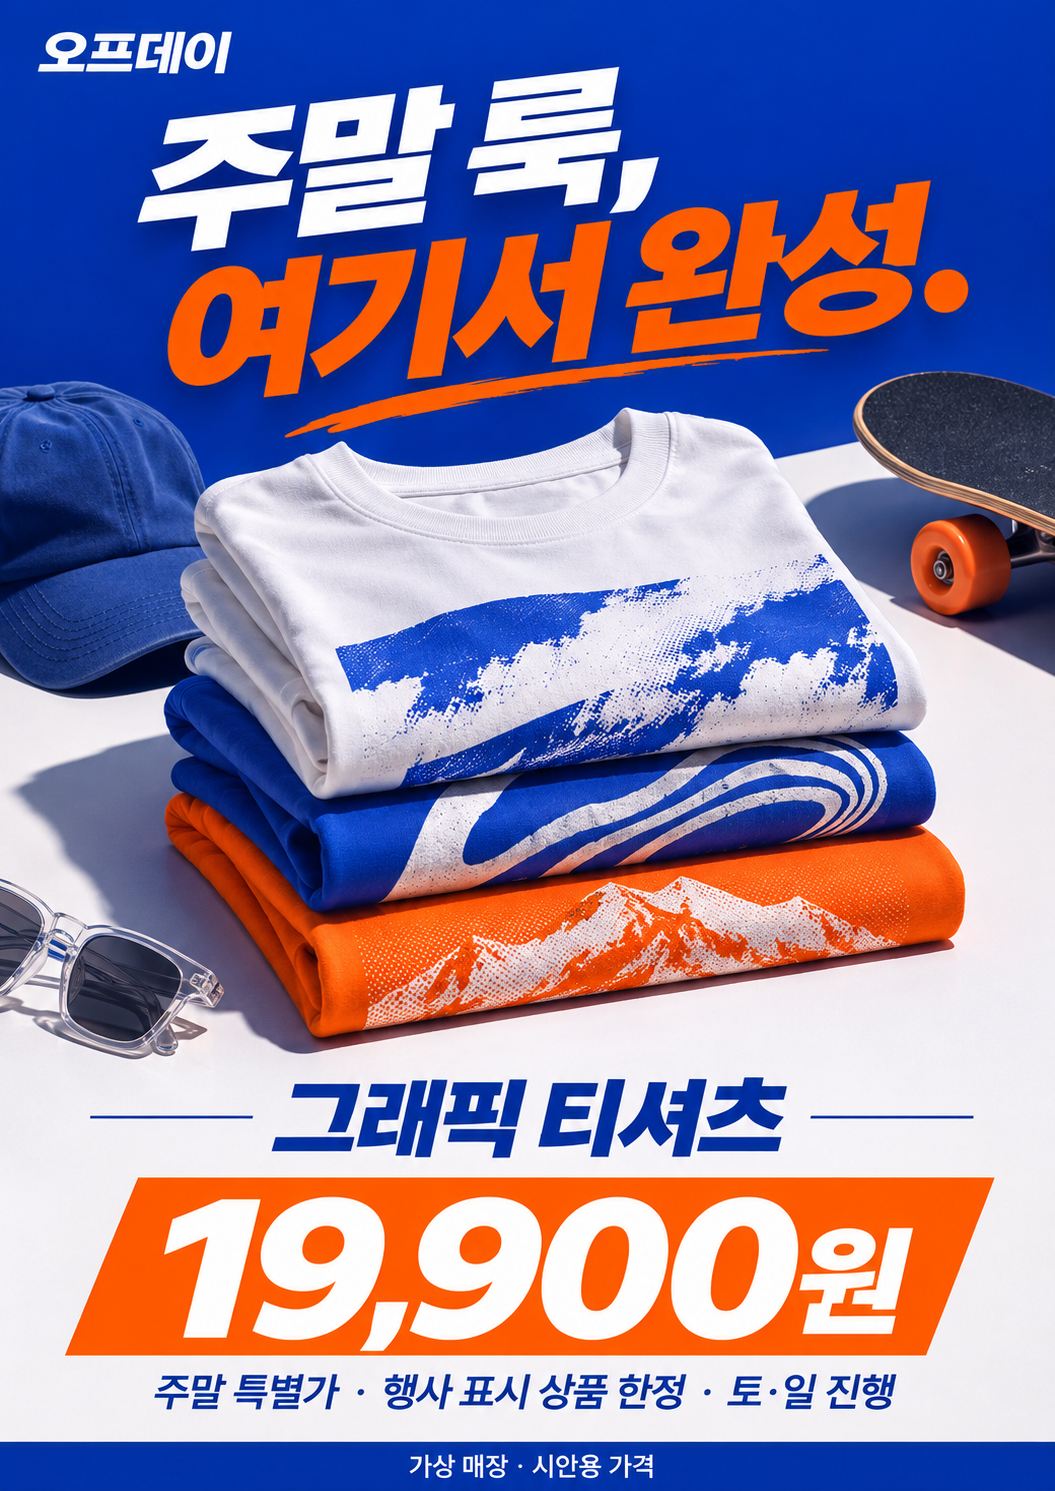 오프데이
주말 룩,
여기서 완성.
그래픽 티셔츠
19,900원
주말 특별가 · 행사 표시 상품 한정 · 토·일 진행
가상 매장 · 시안용 가격